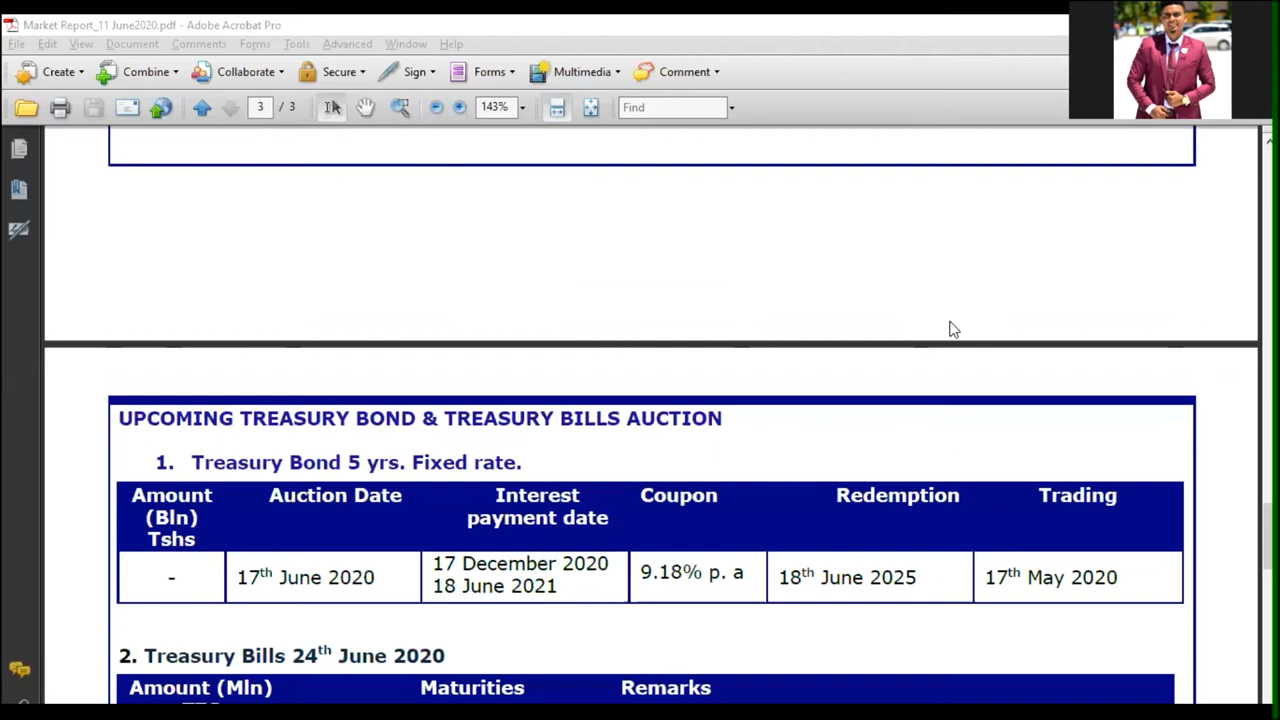 Market Report_11 June2020.pdf - Adobe Acrobat Pro
File Edit View Document Comments Forms Tools Advanced Window Help
Create Combine Collaborate Secure Sign Forms Multimedia Comment
3 / 3 143% Find
UPCOMING TREASURY BOND & TREASURY BILLS AUCTION
1. Treasury Bond 5 yrs. Fixed rate.
Amount (Bln) Tshs Auction Date Interest payment date Coupon Redemption Trading
- 17th June 2020 17 December 2020 18 June 2021 9.18% p. a 18th June 2025 17th May 2020
2. Treasury Bills 24th June 2020
Amount (Mln) Maturities Remarks